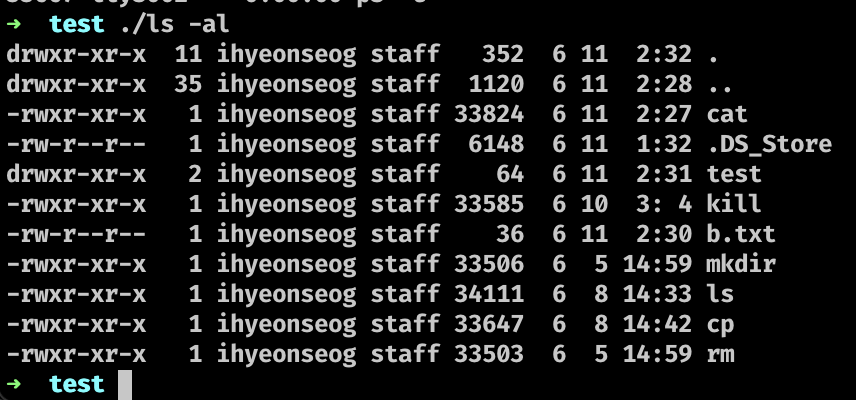 → test ./ls -al
drwxr-xr-x  11 ihyeonseog staff   352  6 11  2:32 .
drwxr-xr-x  35 ihyeonseog staff  1120  6 11  2:28 ..
-rwxr-xr-x   1 ihyeonseog staff 33824  6 11  2:27 cat
-rw-r--r--   1 ihyeonseog staff  6148  6 11  1:32 .DS_Store
drwxr-xr-x   2 ihyeonseog staff    64  6 11  2:31 test
-rwxr-xr-x   1 ihyeonseog staff 33585  6 10  3: 4 kill
-rw-r--r--   1 ihyeonseog staff    36  6 11  2:30 b.txt
-rwxr-xr-x   1 ihyeonseog staff 33506  6  5 14:59 mkdir
-rwxr-xr-x   1 ihyeonseog staff 34111  6  8 14:33 ls
-rwxr-xr-x   1 ihyeonseog staff 33647  6  8 14:42 cp
-rwxr-xr-x   1 ihyeonseog staff 33503  6  5 14:59 rm
→ test